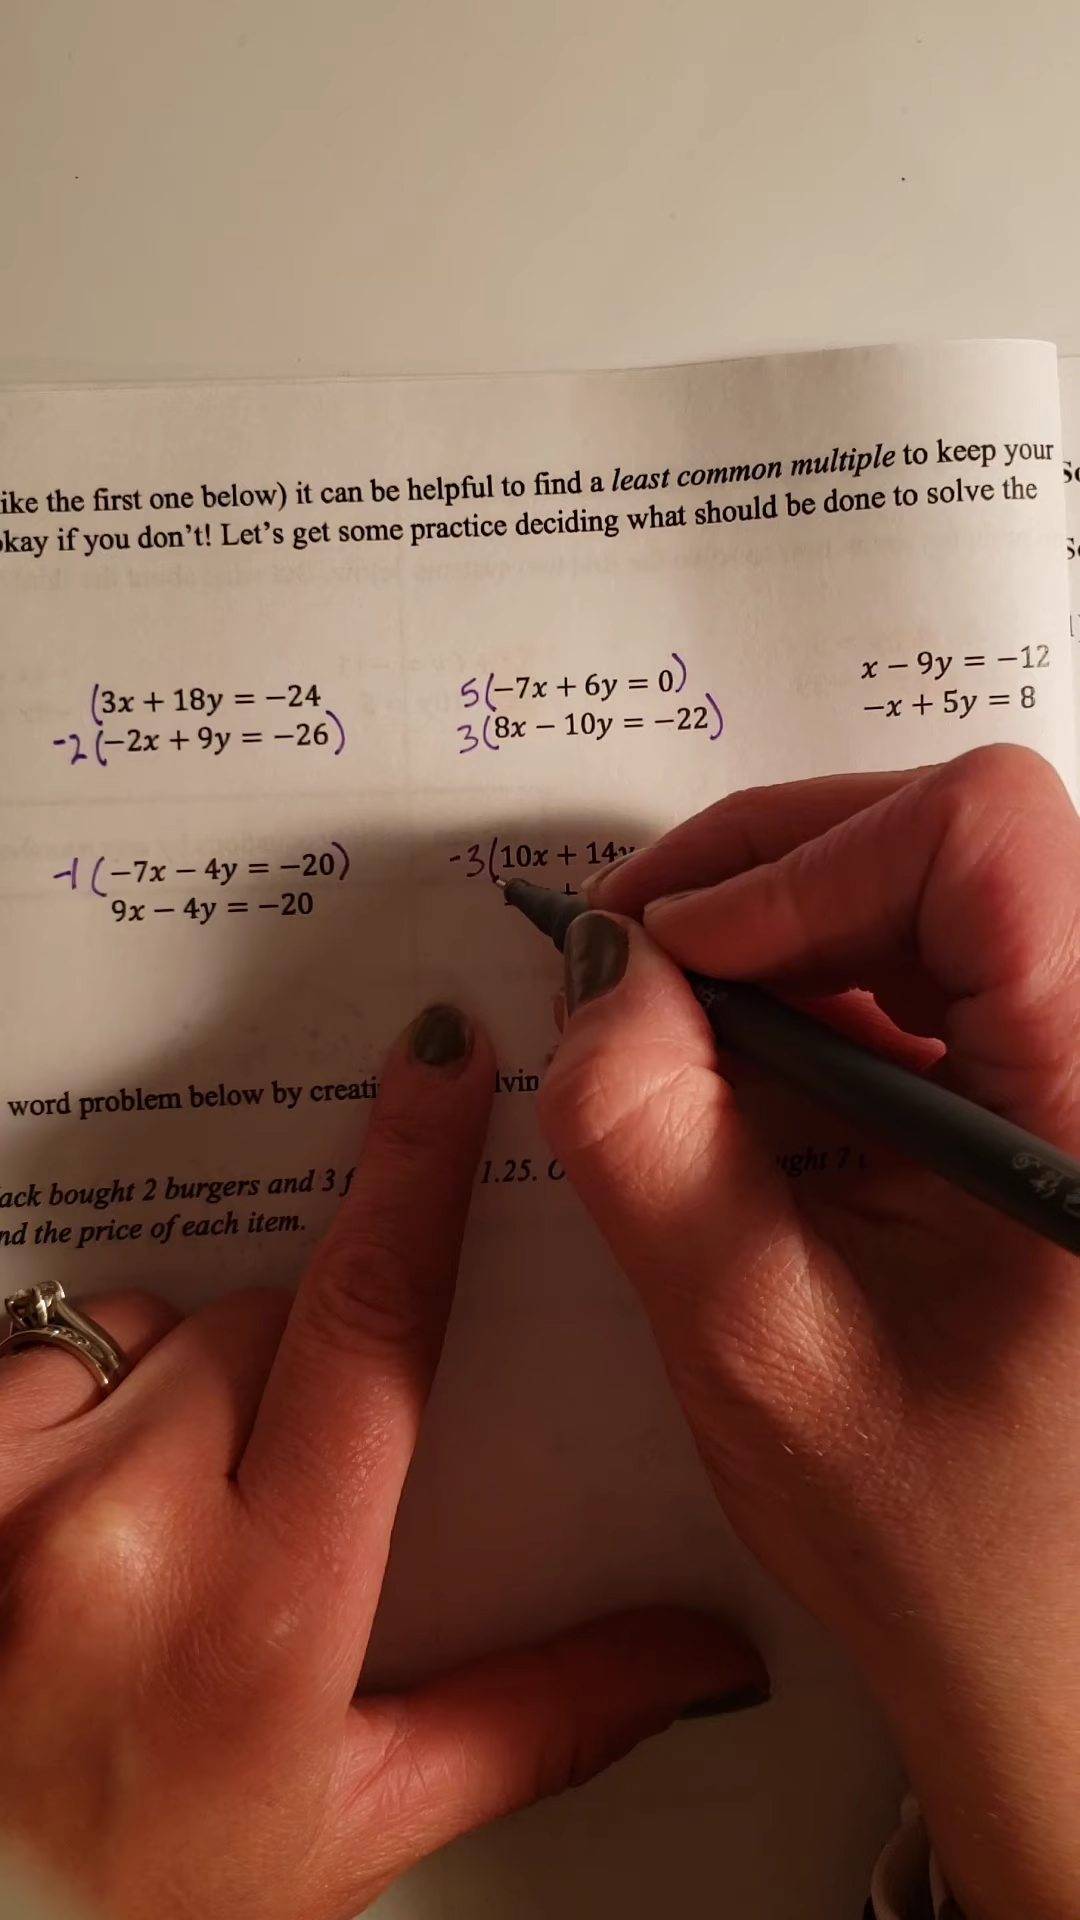 ike the first one below) it can be helpful to find a least common multiple to keep your
okay if you don't! Let's get some practice deciding what should be done to solve the
(3x + 18y = −24
-2(−2x + 9y = −26)
5(−7x + 6y = 0)
3(8x − 10y = −22)
x − 9y = −12
−x + 5y = 8
-1(−7x − 4y = −20)
9x − 4y = −20
-3(10x + 14y
+
word problem below by creati lvin
ack bought 2 burgers and 3 f 1.25. ught 7
nd the price of each item.